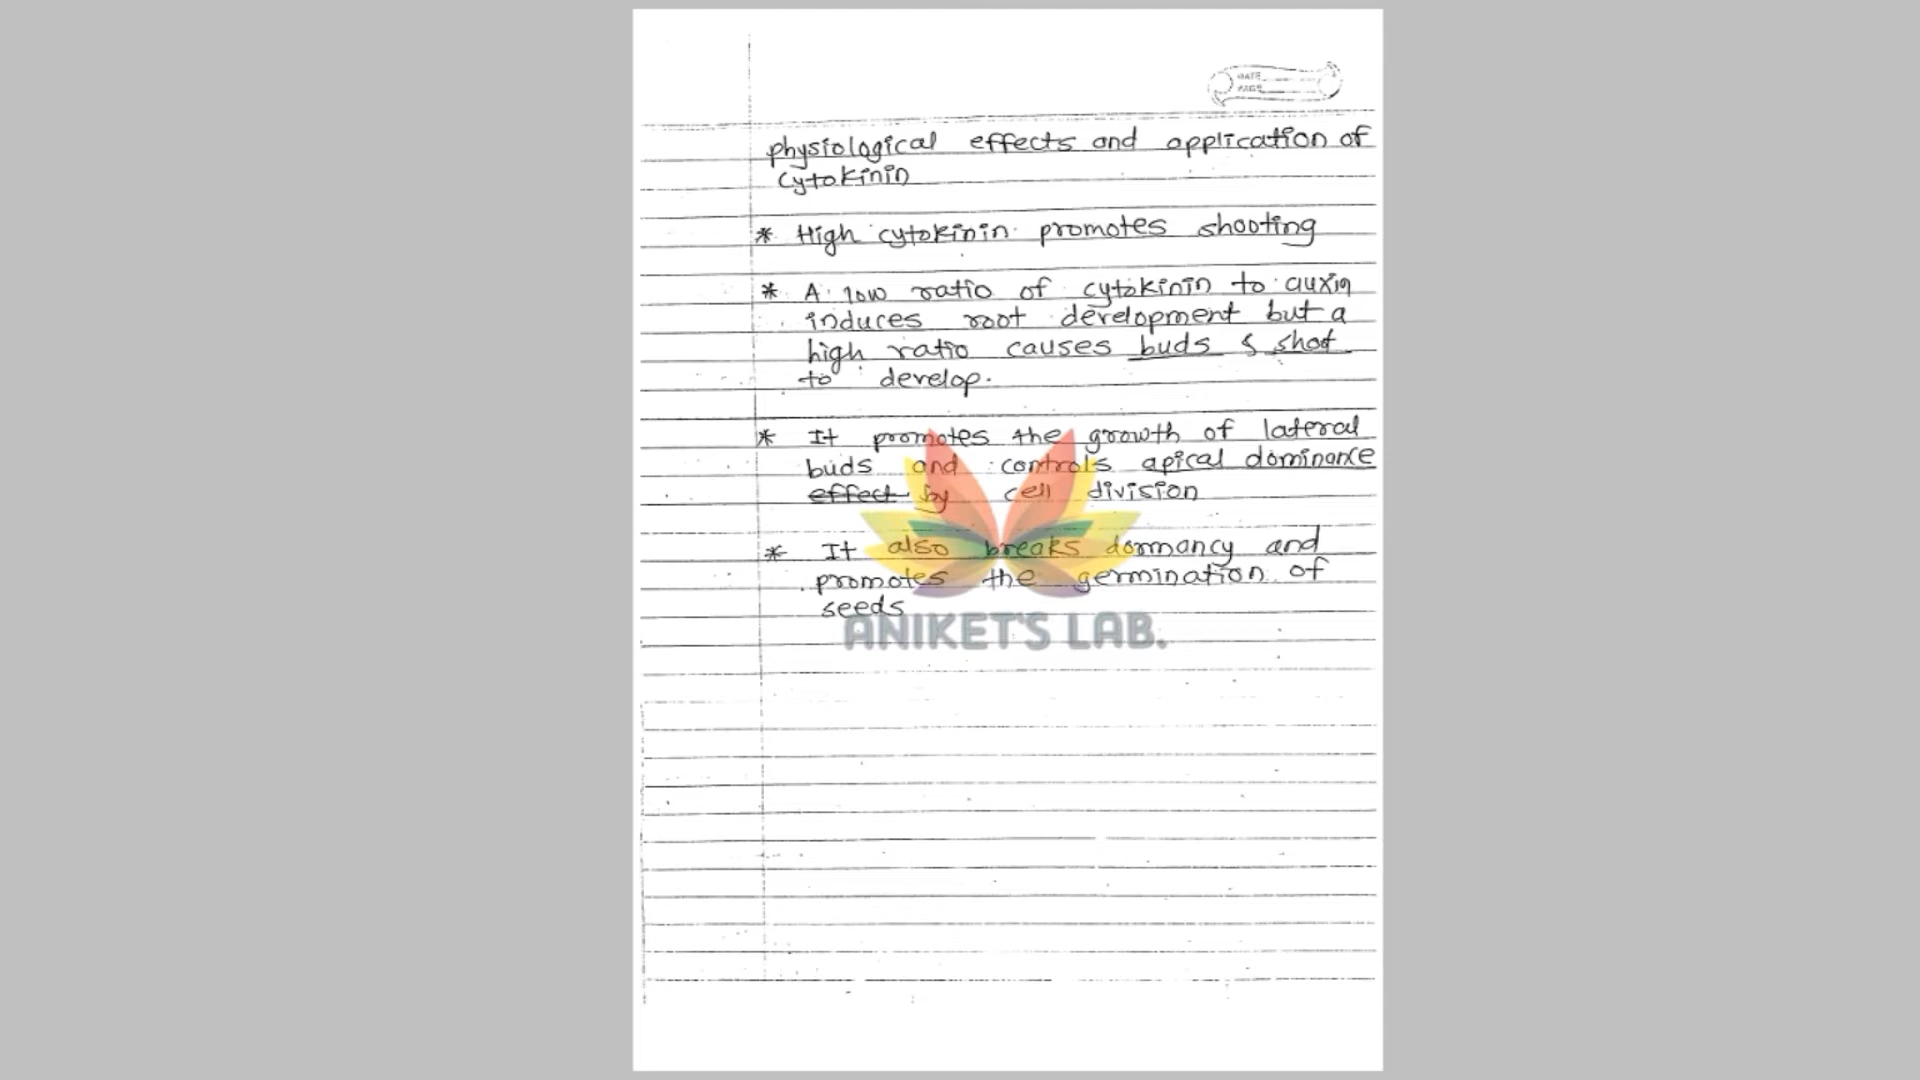 DATE
PAGE
physiological effects and application of
cytokinin
* High cytokinin promotes shooting
* A low ratio of cytokinin to auxin
induces root development but a
high ratio causes buds & shoot
to develop.
* It promotes the growth of lateral
buds and controls apical dominance
effect by cell division
* It also breaks dormancy and
promotes the germination of
seeds
ANIKET'S LAB.